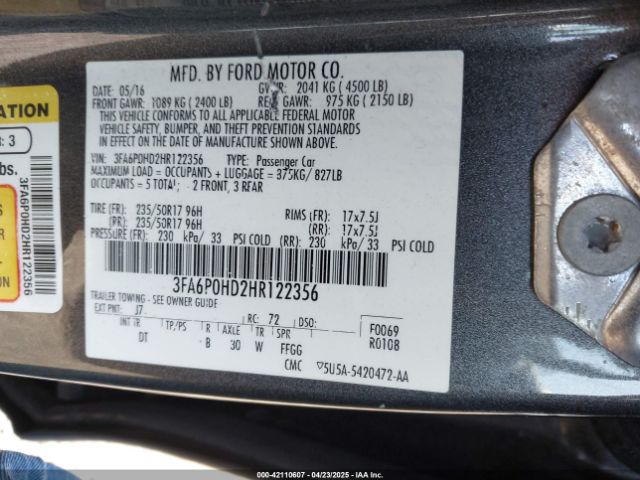 MFD. BY FORD MOTOR CO.
DATE: 05/16 GVWR: 2041 KG ( 4500 LB)
FRONT GAWR: 1089 KG ( 2400 LB) REAR GAWR: 975 KG ( 2150 LB)
THIS VEHICLE CONFORMS TO ALL APPLICABLE FEDERAL MOTOR
VEHICLE SAFETY, BUMPER, AND THEFT PREVENTION STANDARDS
IN EFFECT ON THE DATE OF MANUFACTURE SHOWN ABOVE.
VIN: 3FA6P0HD2HR122356 TYPE: Passenger Car
MAXIMUM LOAD = OCCUPANTS + LUGGAGE = 375KG/ 827LB
OCCUPANTS = 5 TOTAL; - 2 FRONT, 3 REAR
TIRE (FR): 235/50R17 96H RIMS (FR): 17x7.5J
(RR): 235/50R17 96H (RR): 17x7.5J
PRESSURE (FR): 230 kPa/ 33 PSI COLD (RR): 230 kPa/ 33 PSI COLD
3FA6P0HD2HR122356
TRAILER TOWING - SEE OWNER GUIDE
EXT PNT: J7 RC: 72 DSO: F0069
INT TR TP/PS R AXLE TR SPR R0108
DT B 30 W FFGG
CMC ▽5U5A-5420472-AA
ATION
: 3
bs.
3FA6P0HD2HR122356
000-42110607 - 04/23/2025 - IAAI.com